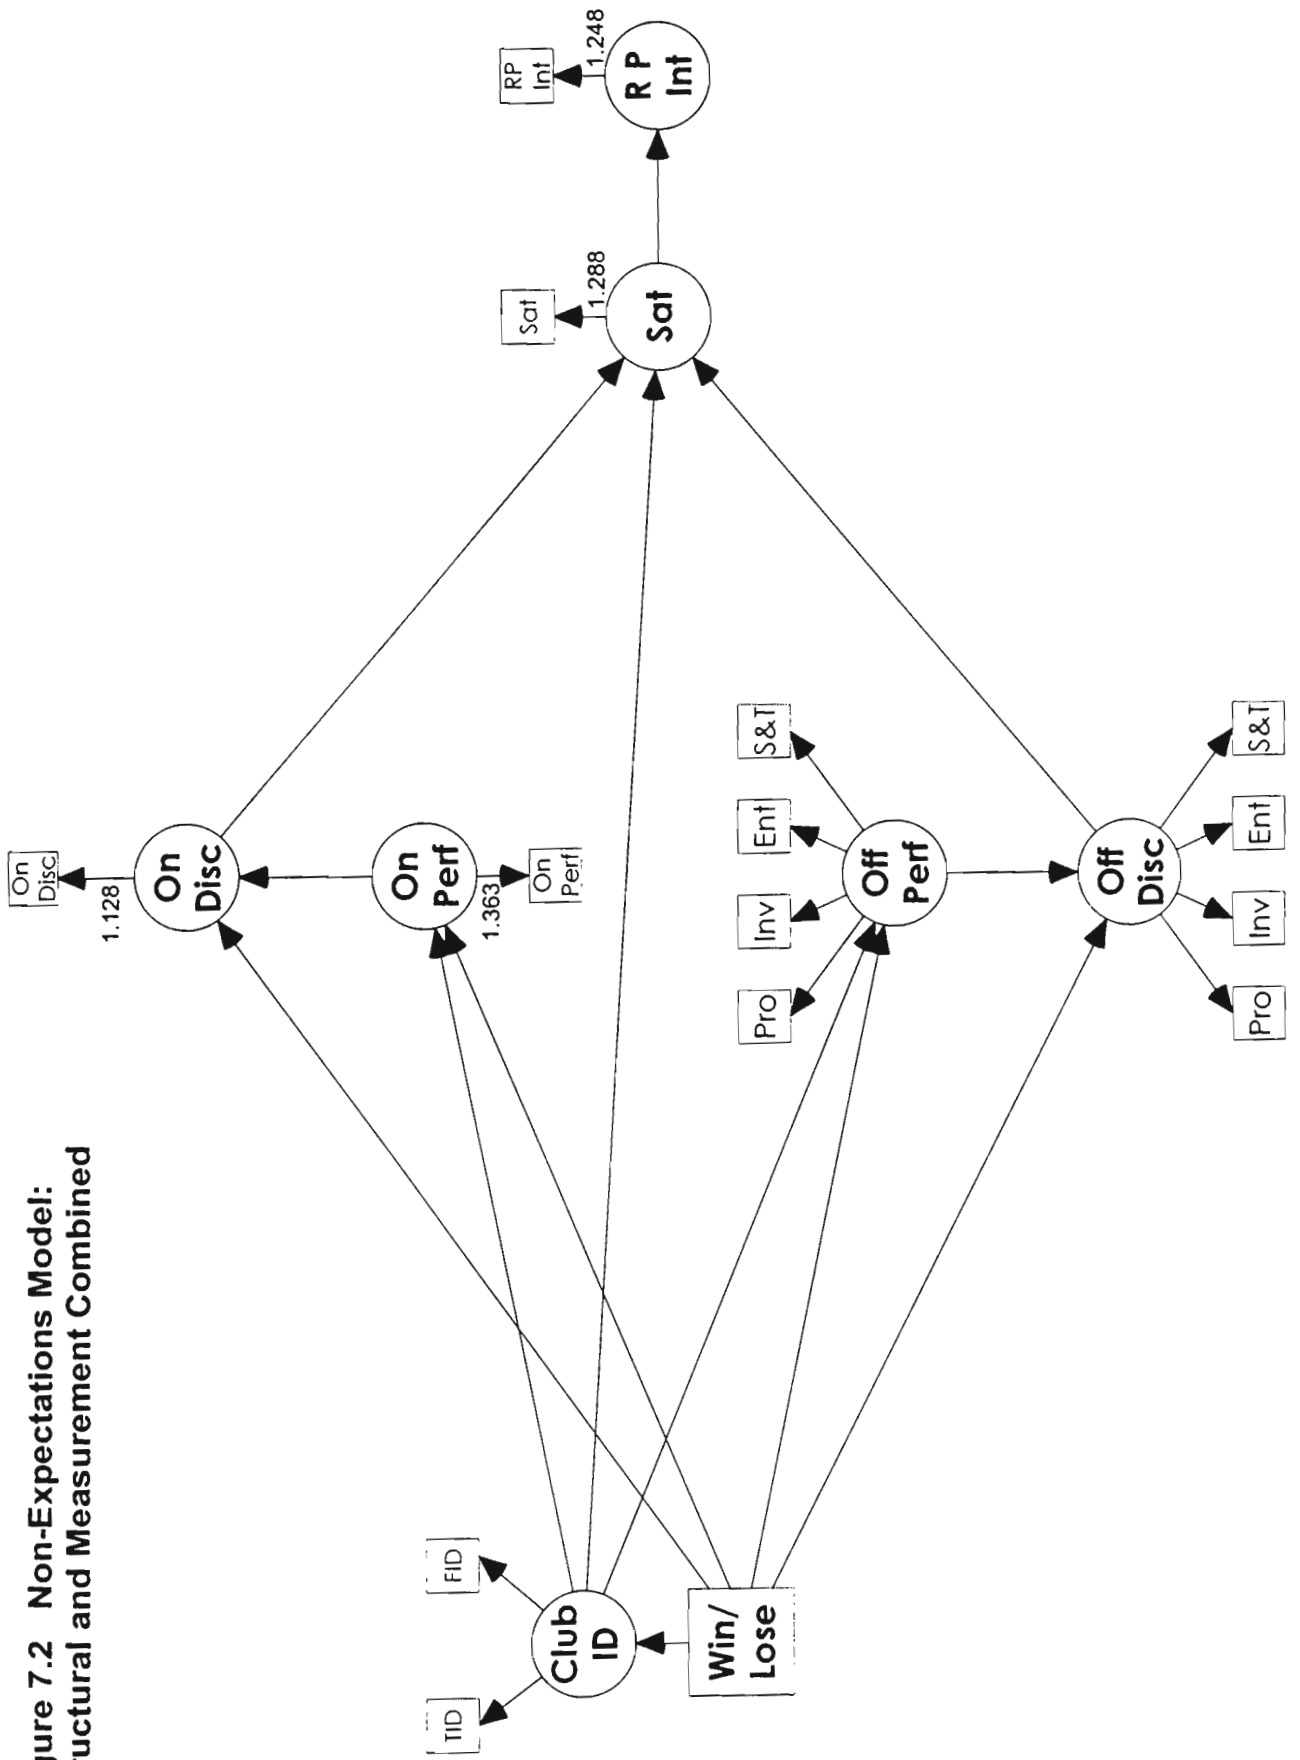 gure 7.2 Non-Expectations Model:
ructural and Measurement Combined
On
Disc
1.128
On
Disc
On
Perf
1.363
On
Perf
TID
FID
Club
ID
Win/
Lose
Sat
1.288
Sat
RP
Int
1.248
R P
Int
Pro
Inv
Ent
S&T
Off
Perf
Off
Disc
Pro
Inv
Ent
S&T